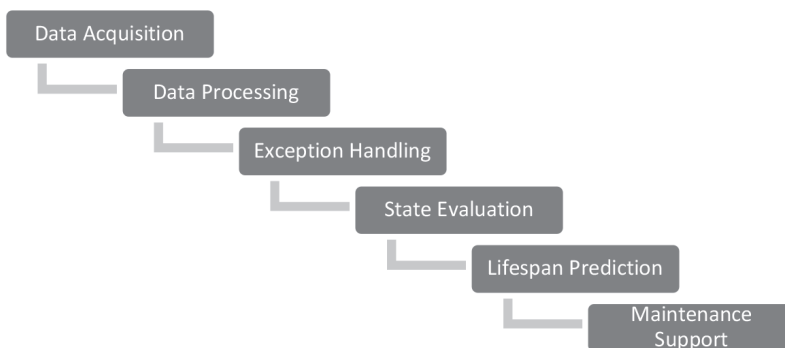 Data Acquisition
Data Processing
Exception Handling
State Evaluation
Lifespan Prediction
Maintenance
Support